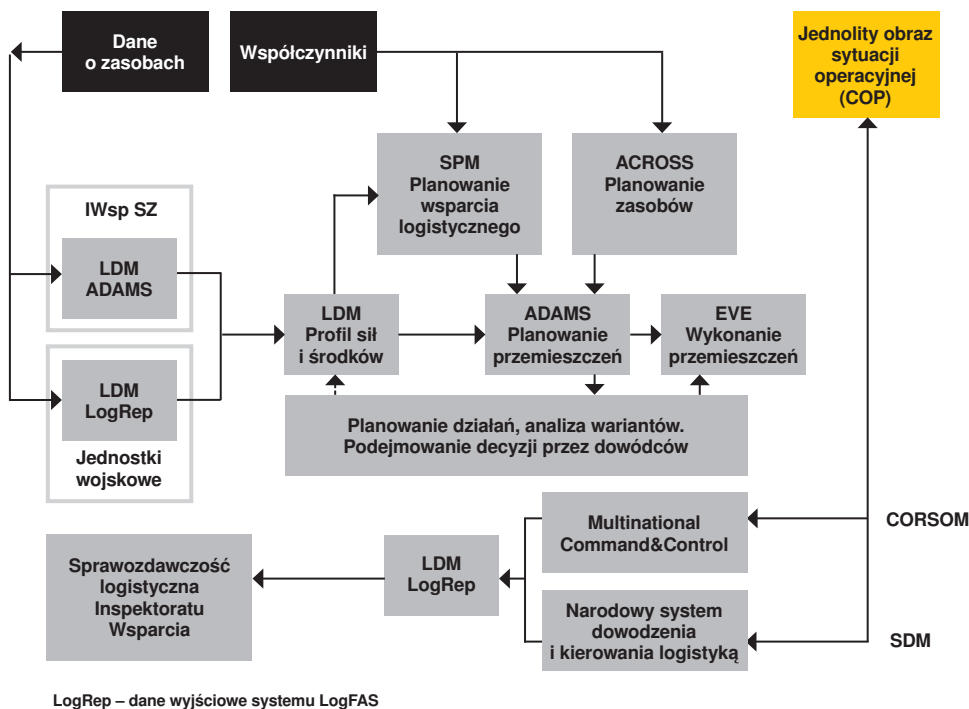 Dane
o zasobach
Współczynniki
Jednolity obraz
sytuacji
operacyjnej
(COP)
SPM
Planowanie
wsparcia
logistycznego
ACROSS
Planowanie
zasobów
IWsp SZ
LDM
ADAMS
LDM
Profil sił
i środków
ADAMS
Planowanie
przemieszczeń
EVE
Wykonanie
przemieszczeń
LDM
LogRep
Jednostki
wojskowe
Planowanie działań, analiza wariantów.
Podejmowanie decyzji przez dowódców
Multinational
Command&Control
CORSOM
Sprawozdawczość
logistyczna
Inspektoratu
Wsparcia
LDM
LogRep
Narodowy system
dowodzenia
i kierowania logistyką
SDM
LogRep – dane wyjściowe systemu LogFAS